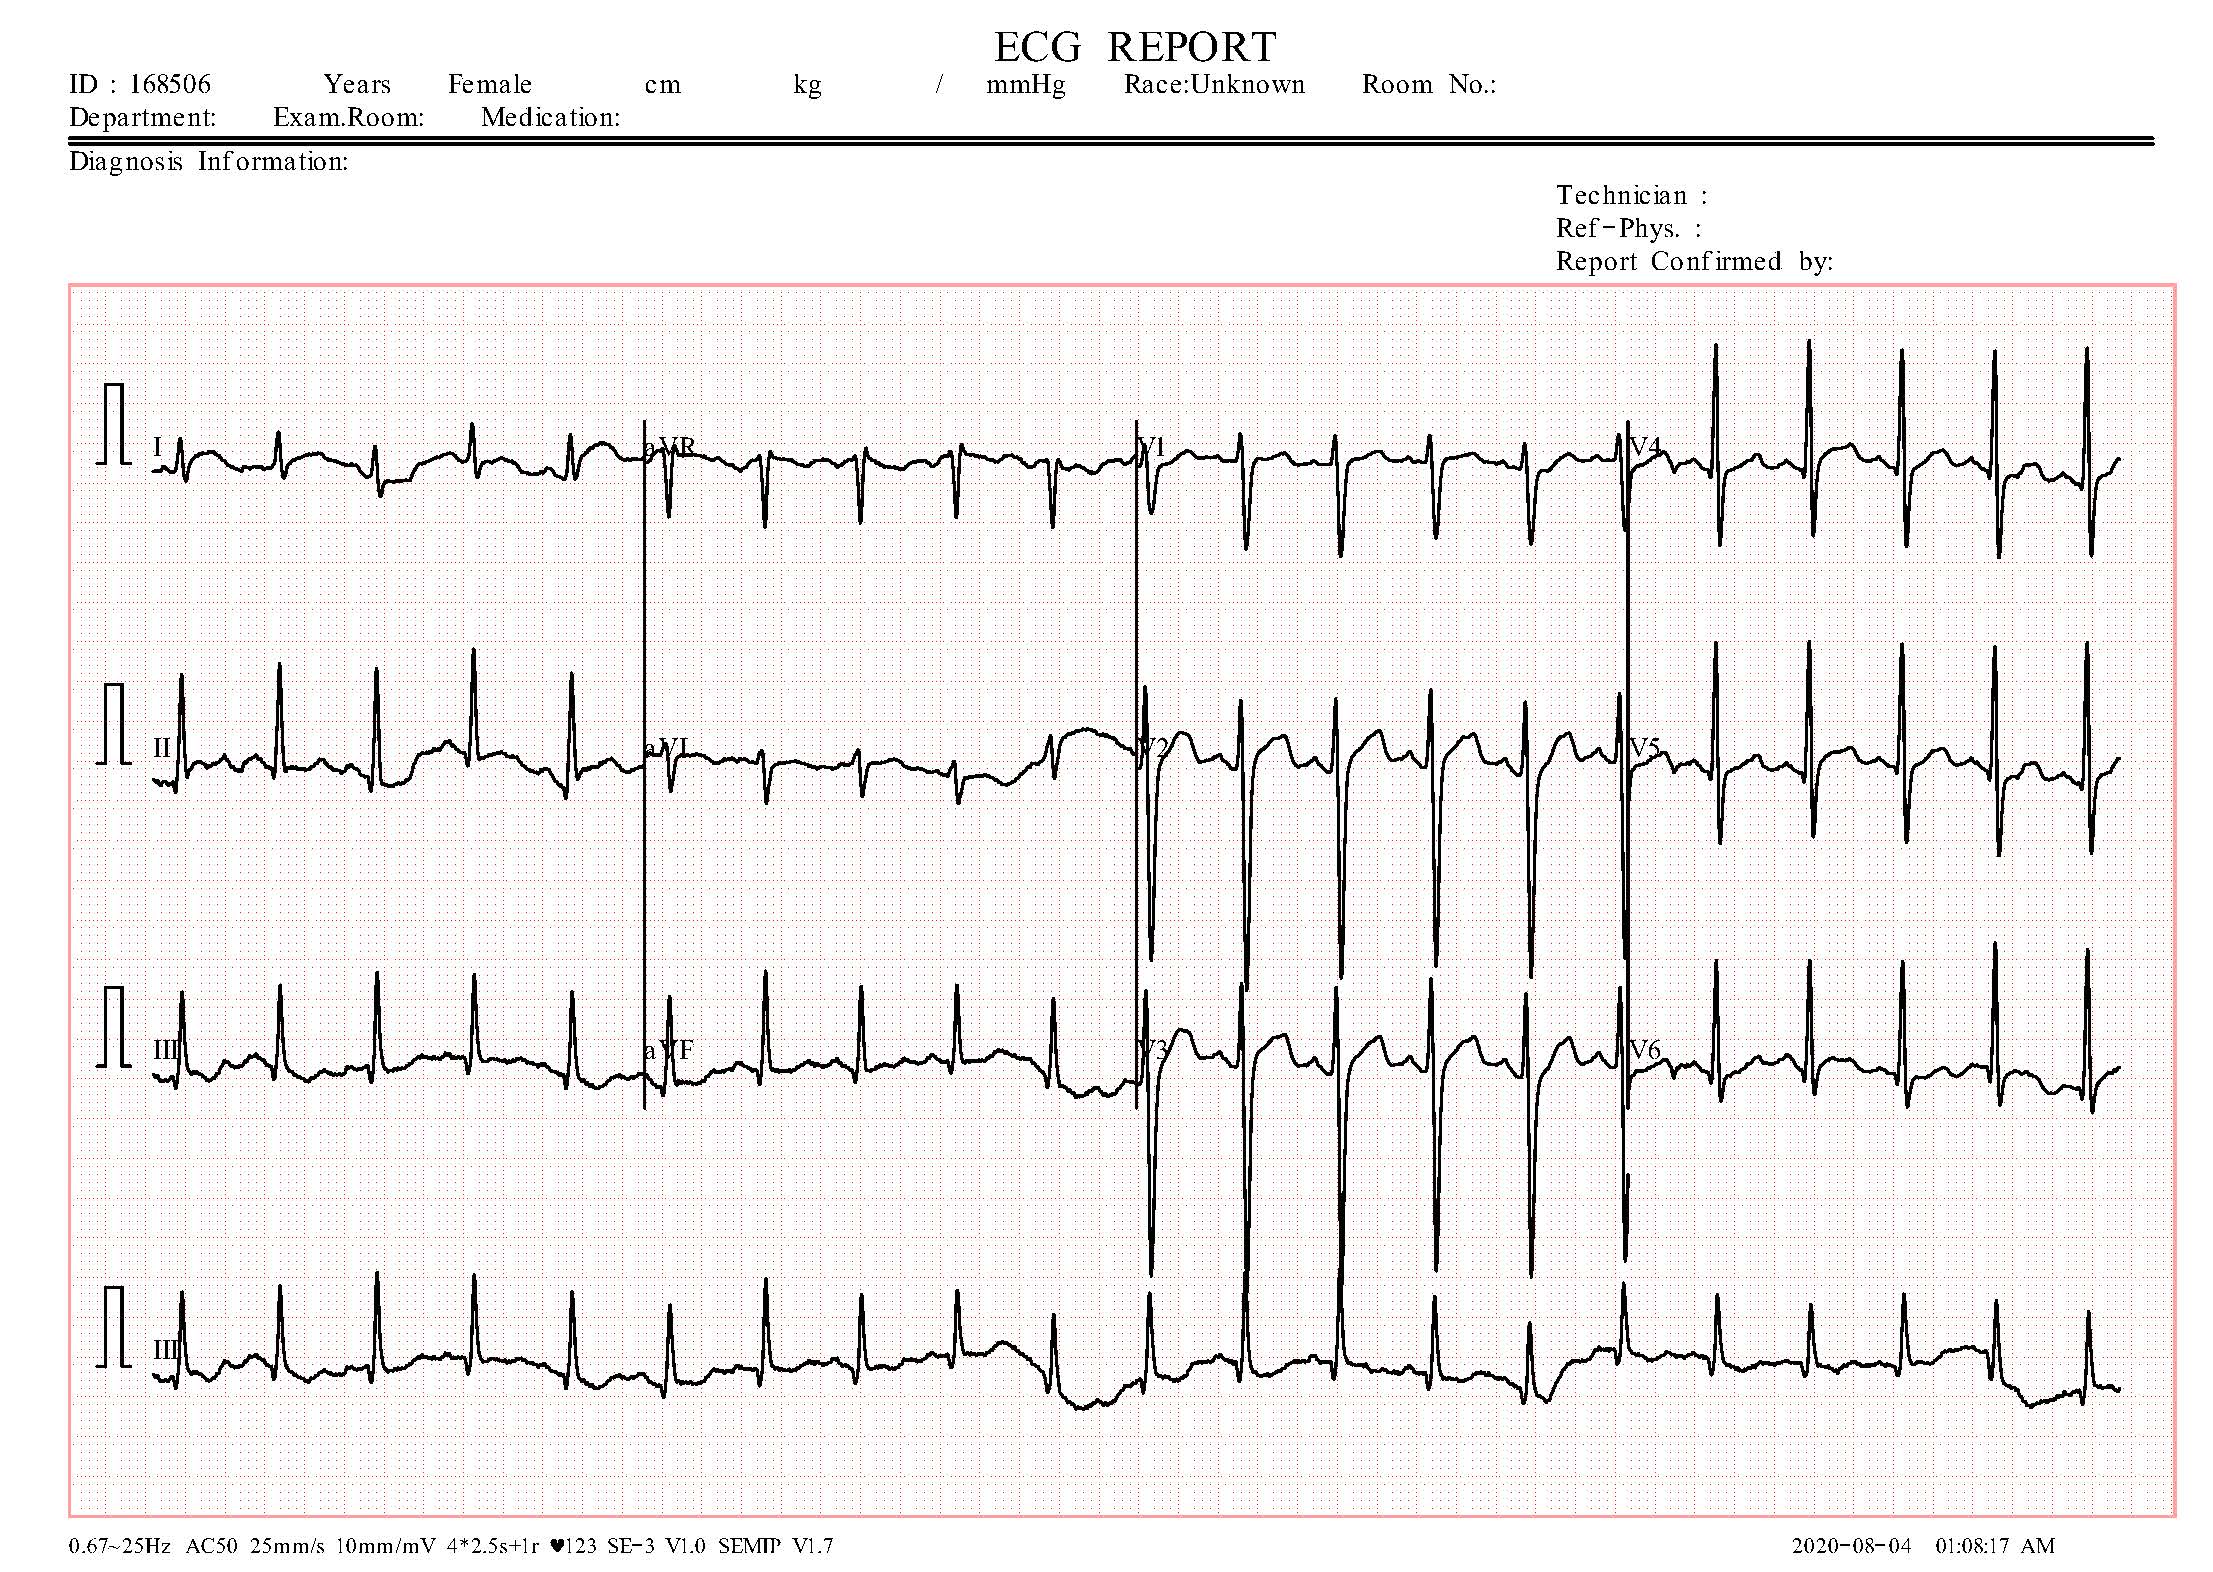 ECG REPORT
ID : 168506 Years Female cm kg / mmHg Race:Unknown Room No.:
Department: Exam.Room: Medication:
Diagnosis Information:
Technician :
Ref-Phys. :
Report Confirmed by:
I aVR V1 V4
II aVL V2 V5
III aVF V3 V6
III
0.67~25Hz AC50 25mm/s 10mm/mV 4*2.5s+1r ♥123 SE-3 V1.0 SEMIP V1.7 2020-08-04 01:08:17 AM